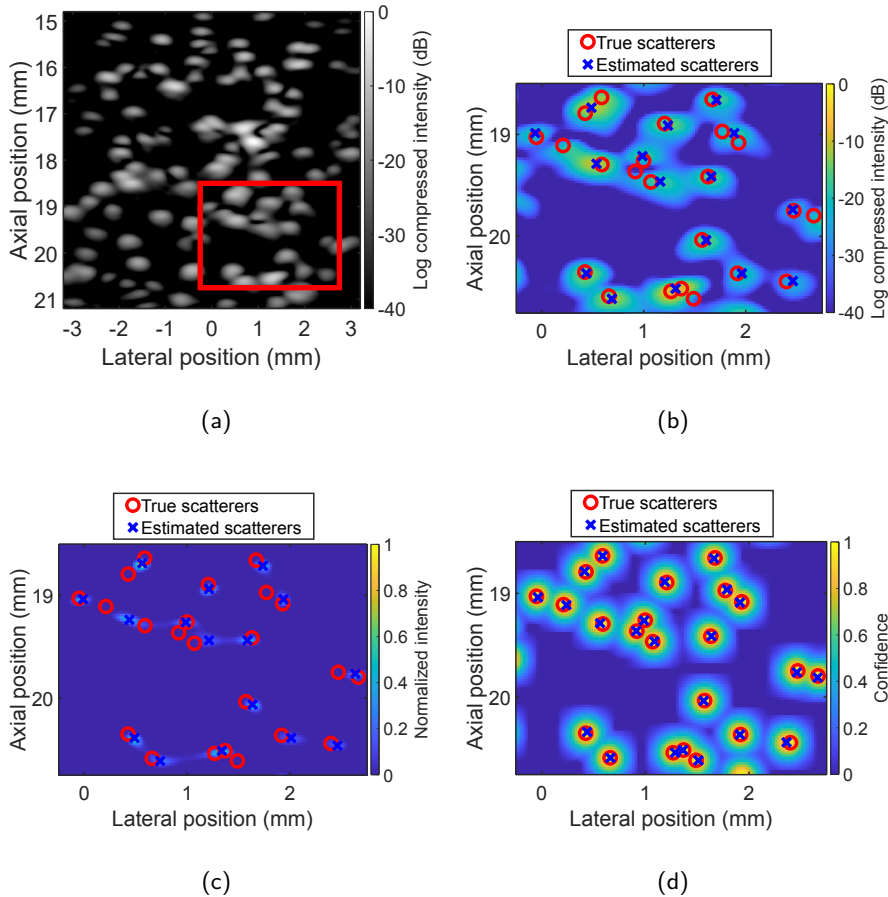 15
16
17
18
19
20
21
Axial position (mm)
-3 -2 -1 0 1 2 3
Lateral position (mm)
0
-10
-20
-30
-40
Log compressed intensity (dB)
(a)
True scatterers
Estimated scatterers
19
20
Axial position (mm)
0 1 2
Lateral position (mm)
0
-10
-20
-30
-40
Log compressed intensity (dB)
(b)
True scatterers
Estimated scatterers
19
20
Axial position (mm)
0 1 2
Lateral position (mm)
1
0.8
0.6
0.4
0.2
0
Normalized intensity
(c)
True scatterers
Estimated scatterers
19
20
Axial position (mm)
0 1 2
Lateral position (mm)
1
0.8
0.6
0.4
0.2
0
Confidence
(d)